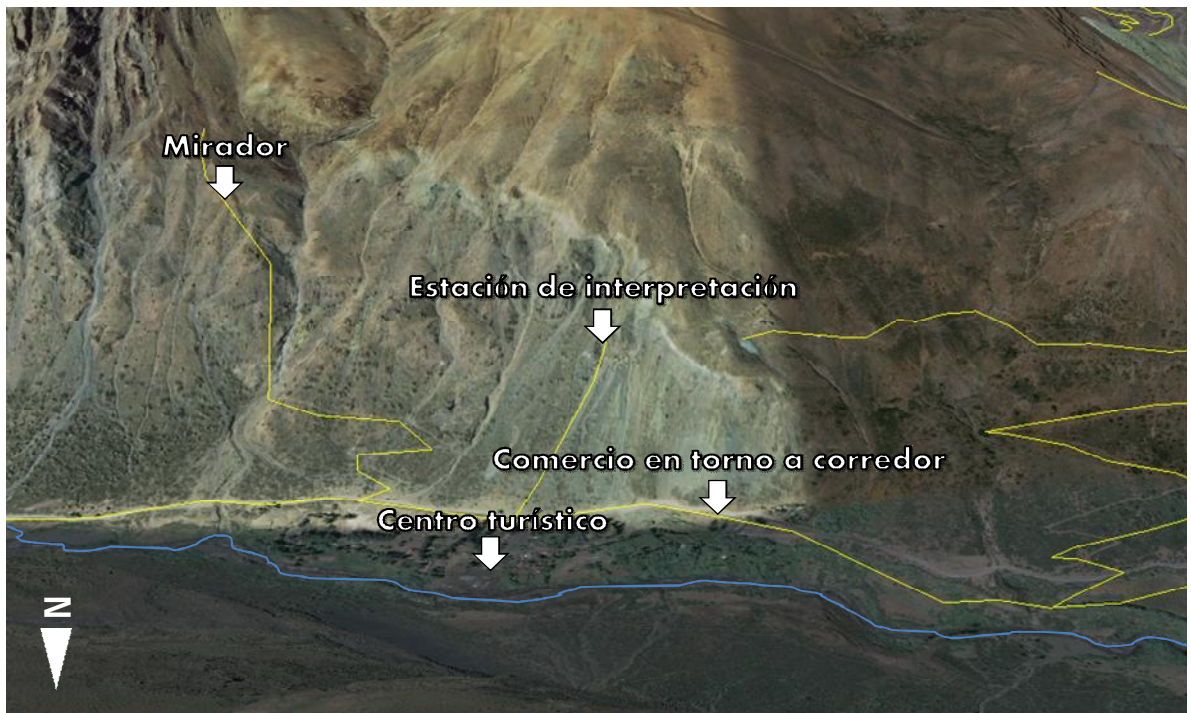 Mirador
Estación de interpretación
Comercio en torno a corredor
Centro turístico
N